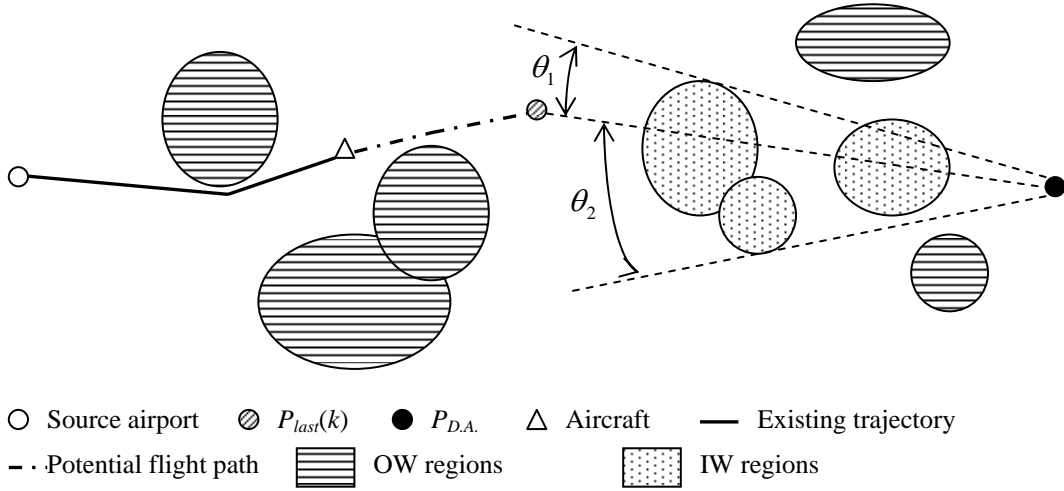 θ₁
θ₂
Source airport P_last(k) P_D.A. Aircraft Existing trajectory
Potential flight path OW regions IW regions